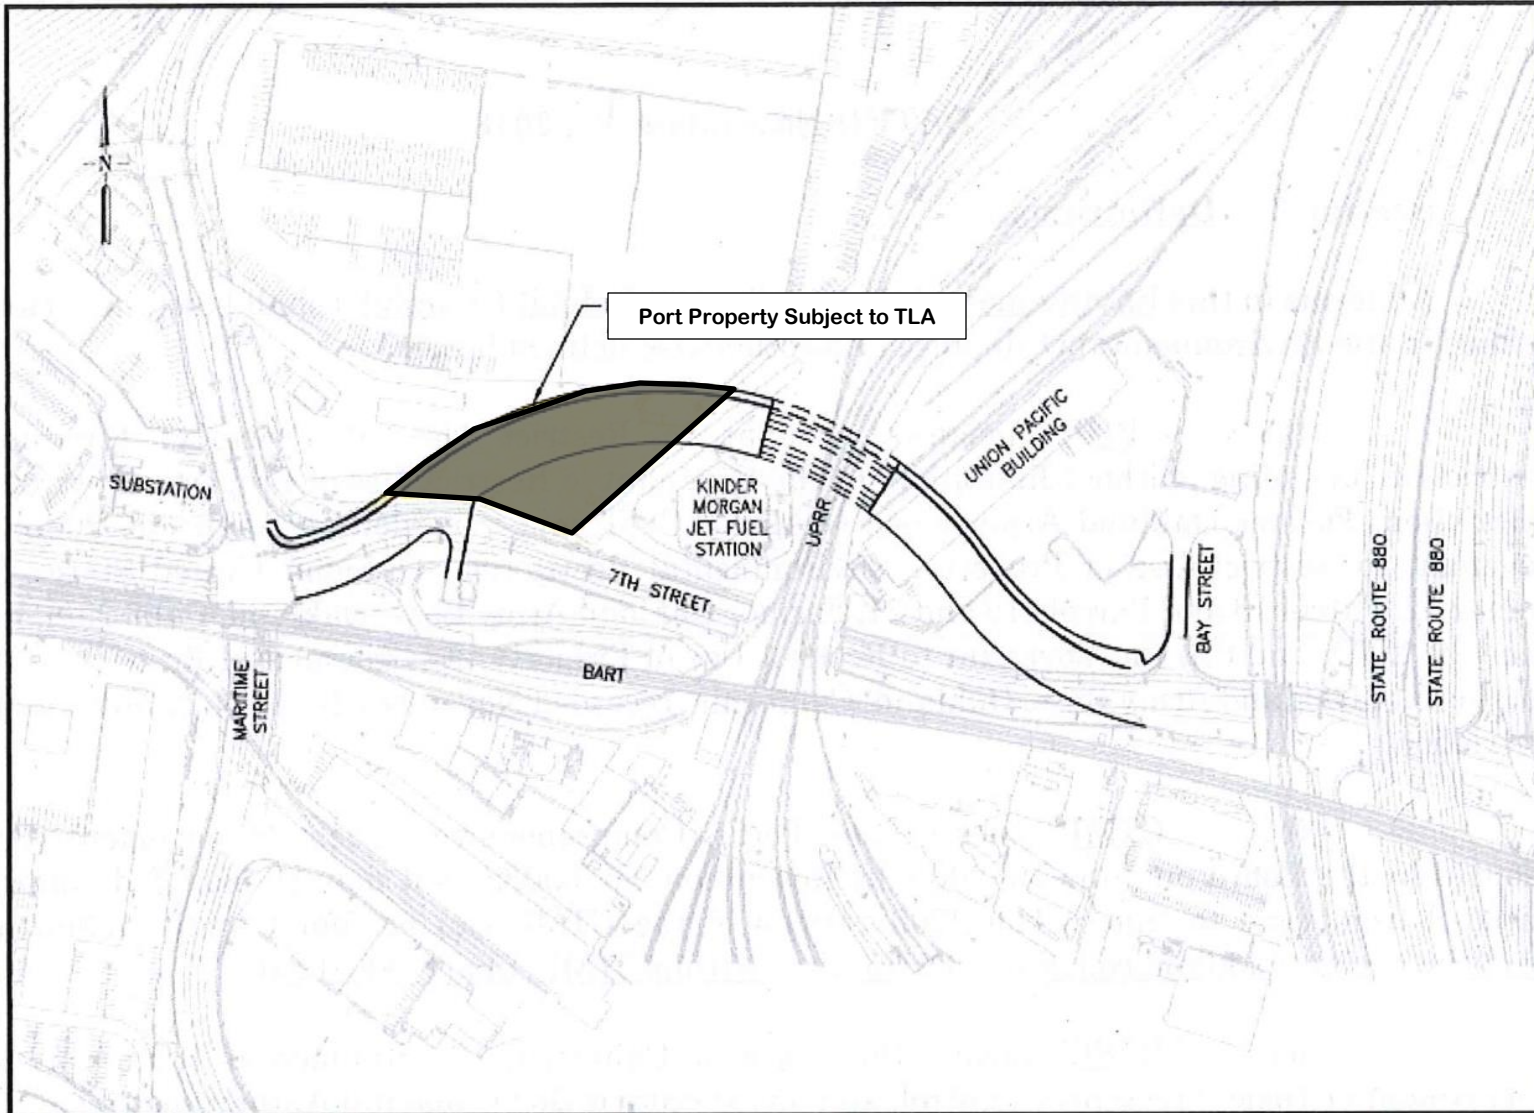 N
Port Property Subject to TLA
UNION PACIFIC
BUILDING
SUBSTATION
KINDER
MORGAN
JET FUEL
STATION
UPRR
7TH STREET
BAY STREET
STATE ROUTE 880
STATE ROUTE 880
MARITIME
STREET
BART